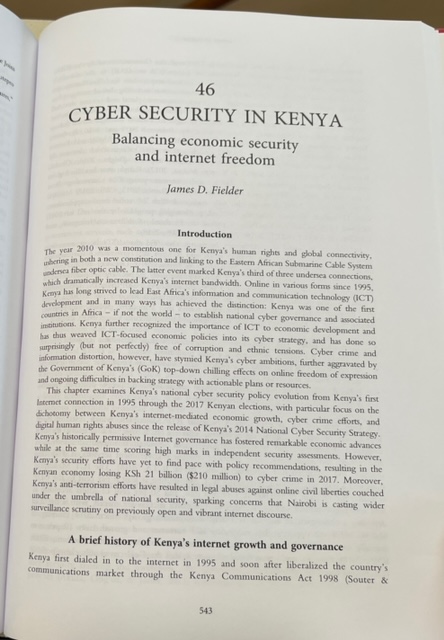 46
CYBER SECURITY IN KENYA
Balancing economic security
and internet freedom
James D. Fielder
Introduction
The year 2010 was a momentous one for Kenya's human rights and global connectivity,
ushering in both a new constitution and linking to the Eastern African Submarine Cable System
undersea fiber optic cable. The latter event marked Kenya's third of three undersea connections,
which dramatically increased Kenya's internet bandwidth. Online in various forms since 1995,
Kenya has long strived to lead East Africa's information and communication technology (ICT)
development and in many ways has achieved the distinction: Kenya was one of the first
countries in Africa – if not the world – to establish national cyber governance and associated
institutions. Kenya further recognized the importance of ICT to economic development and
has thus weaved ICT-focused economic policies into its cyber strategy, and has done so
surprisingly (but not perfectly) free of corruption and ethnic tensions. Cyber crime and
information distortion, however, have stymied Kenya's cyber ambitions, further aggravated by
the Government of Kenya's (GoK) top-down chilling effects on online freedom of expression
and ongoing difficulties in backing strategy with actionable plans or resources.
This chapter examines Kenya's national cyber security policy evolution from Kenya's first
Internet connection in 1995 through the 2017 Kenyan elections, with particular focus on the
dichotomy between Kenya's internet-mediated economic growth, cyber crime efforts, and
digital human rights abuses since the release of Kenya's 2014 National Cyber Security Strategy.
Kenya's historically permissive Internet governance has fostered remarkable economic advances
while at the same time scoring high marks in independent security assessments. However,
Kenya's security efforts have yet to find pace with policy recommendations, resulting in the
Kenyan economy losing KSh 21 billion ($210 million) to cyber crime in 2017. Moreover,
Kenya's anti-terrorism efforts have resulted in legal abuses against online civil liberties couched
under the umbrella of national security, sparking concerns that Nairobi is casting wider
surveillance scrutiny on previously open and vibrant internet discourse.
A brief history of Kenya's internet growth and governance
Kenya first dialed in to the internet in 1995 and soon after liberalized the country's
communications market through the Kenya Communications Act 1998 (Souter &
543